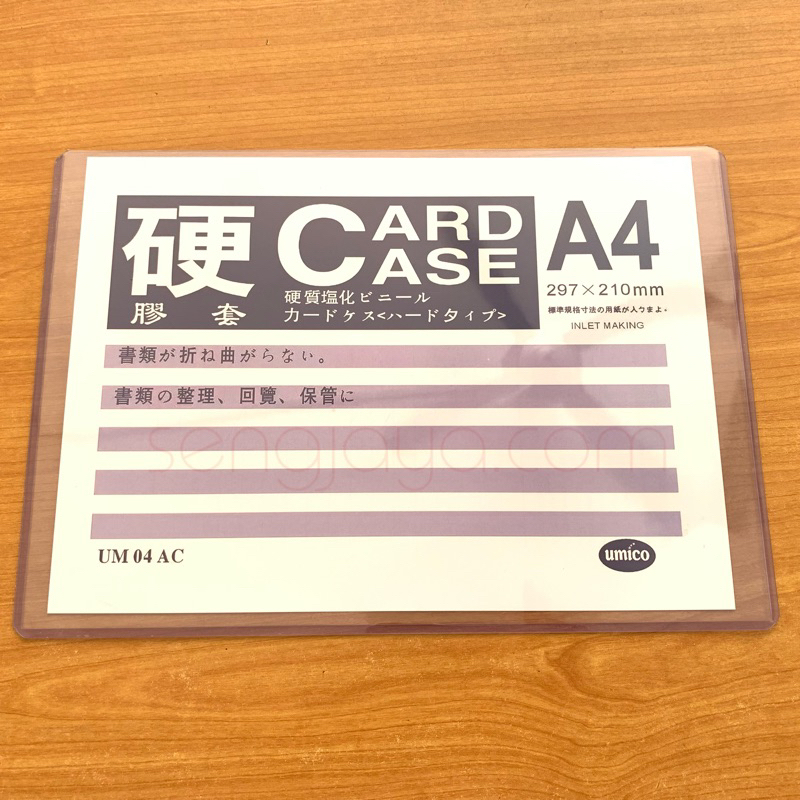 硬 CARD CASE
膠套
硬質塩化ビニール
カードケス<ハードタイプ>
A4
297×210mm
標準規格寸法の用紙が入りまよ。
INLET MAKING
書類が折ね曲がらない。
書類の整理、回覽、保管に
sengjaya.com
UM 04 AC
umico